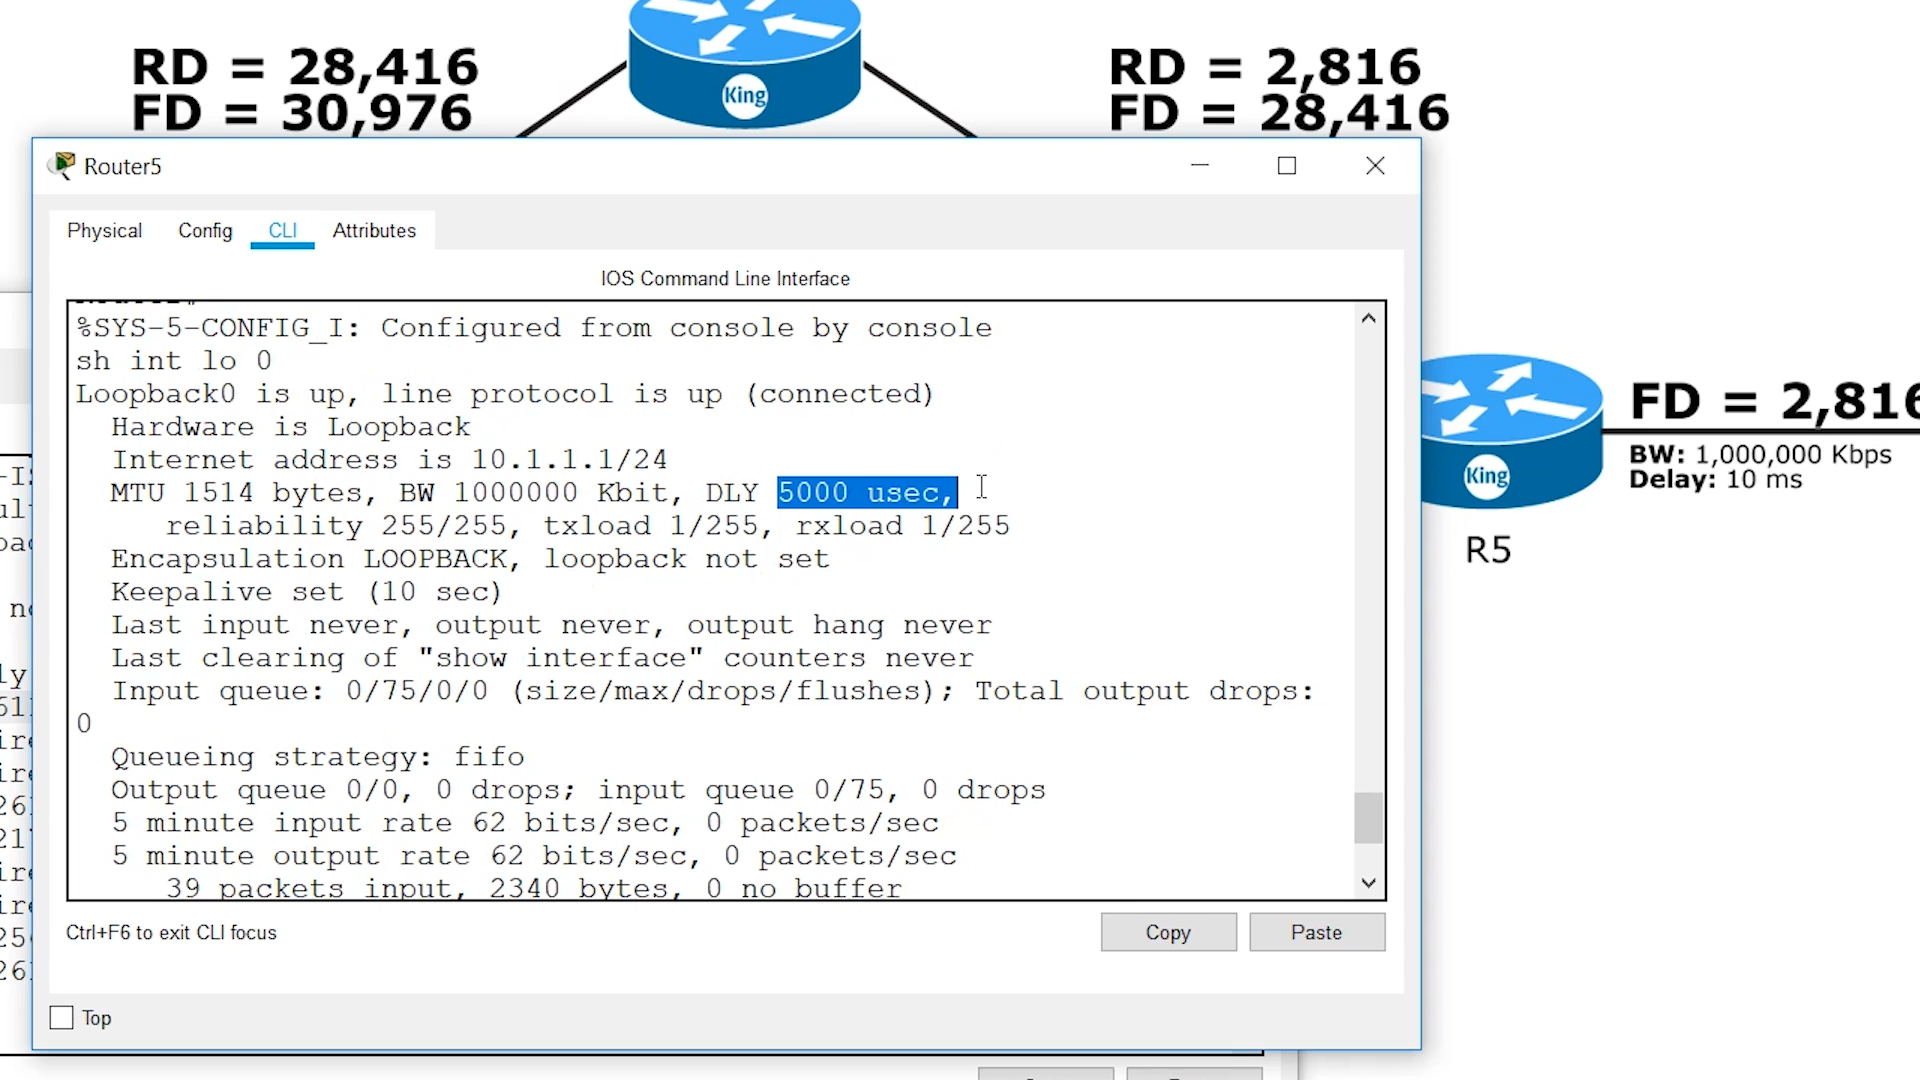 RD = 28,416
FD = 30,976
King
RD = 2,816
FD = 28,416
Router5
Physical
Config
CLI
Attributes
IOS Command Line Interface
%SYS-5-CONFIG_I: Configured from console by console
sh int lo 0
Loopback0 is up, line protocol is up (connected)
Hardware is Loopback
Internet address is 10.1.1.1/24
MTU 1514 bytes, BW 1000000 Kbit, DLY 5000 usec,
reliability 255/255, txload 1/255, rxload 1/255
Encapsulation LOOPBACK, loopback not set
Keepalive set (10 sec)
Last input never, output never, output hang never
Last clearing of "show interface" counters never
Input queue: 0/75/0/0 (size/max/drops/flushes); Total output drops:
0
Queueing strategy: fifo
Output queue 0/0, 0 drops; input queue 0/75, 0 drops
5 minute input rate 62 bits/sec, 0 packets/sec
5 minute output rate 62 bits/sec, 0 packets/sec
39 packets input, 2340 bytes, 0 no buffer
Ctrl+F6 to exit CLI focus
Copy
Paste
Top
FD = 2,816
BW: 1,000,000 Kbps
Delay: 10 ms
King
R5